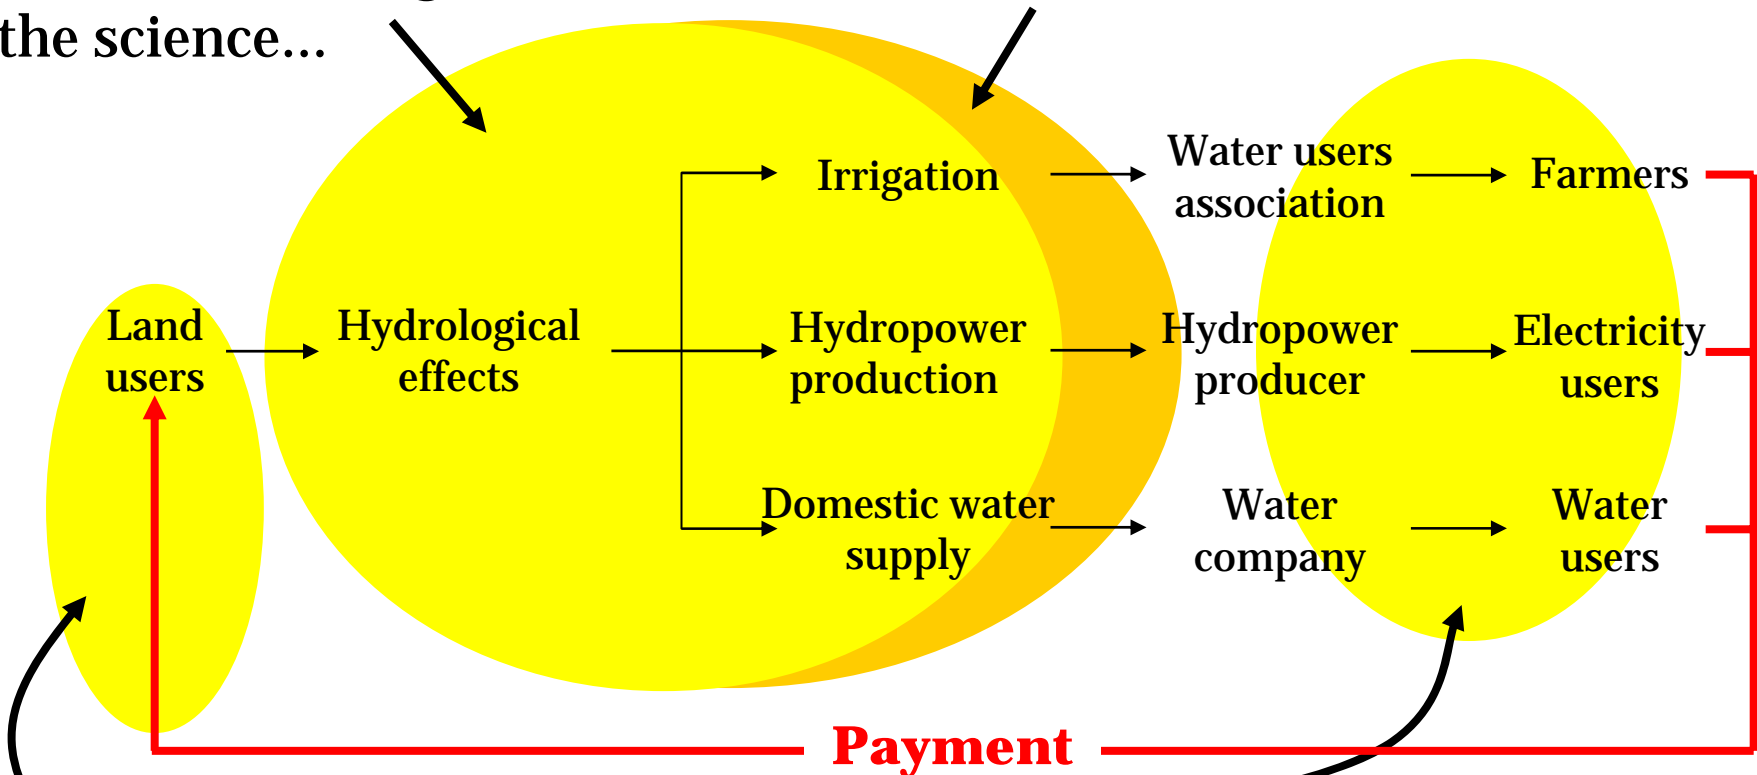 the science...
Irrigation
Water users
association
Farmers
Land
users
Hydrological
effects
Hydropower
production
Hydropower
producer
Electricity
users
Domestic water
supply
Water
company
Water
users
Payment